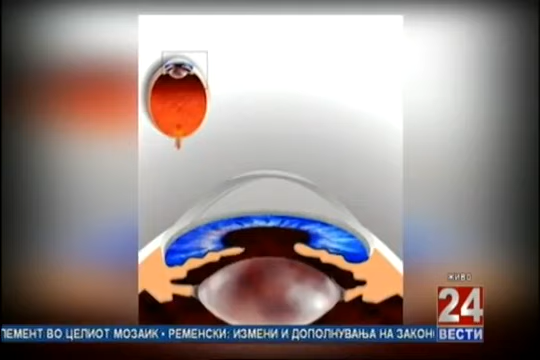 живо
24
ВЕСТИ
ЛЕМЕНТ ВО ЦЕЛИОТ МОЗАИК • РЕМЕНСКИ: ИЗМЕНИ И ДОПОЛНУВАЊА НА ЗАКОН